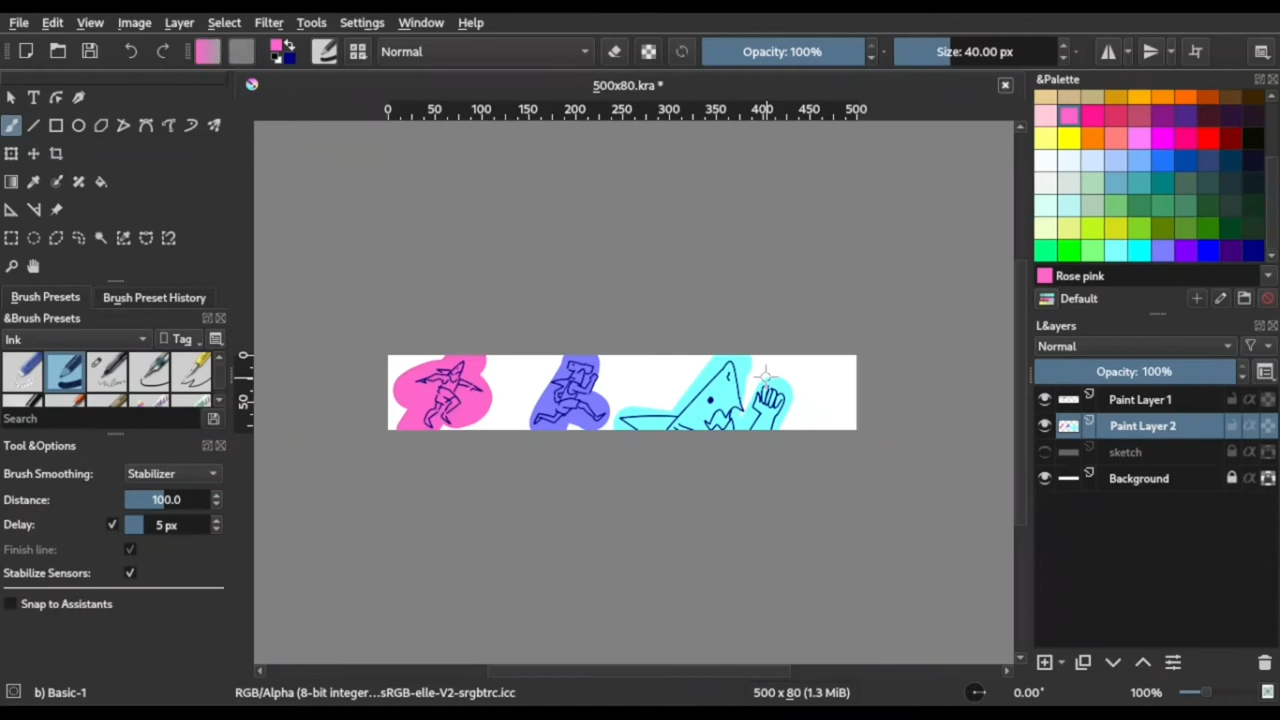 File Edit View Image Layer Select Filter Tools Settings Window Help
Normal Opacity: 100% Size: 40.00 px
500x80.kra *
0 50 100 150 200 250 300 350 400 450 500
0
50
Brush Presets Brush Preset History
&Brush Presets
Ink Tag
Search
Tool &Options
Brush Smoothing: Stabilizer
Distance: 100.0
Delay: 5 px
Finish line:
Stabilize Sensors:
Snap to Assistants
&Palette
Rose pink
Default
L&ayers
Normal
Opacity: 100%
Paint Layer 1
Paint Layer 2
sketch
Background
b) Basic-1 RGB/Alpha (8-bit integer...sRGB-elle-V2-srgbtrc.icc 500 x 80 (1.3 MiB) 0.00° 100%